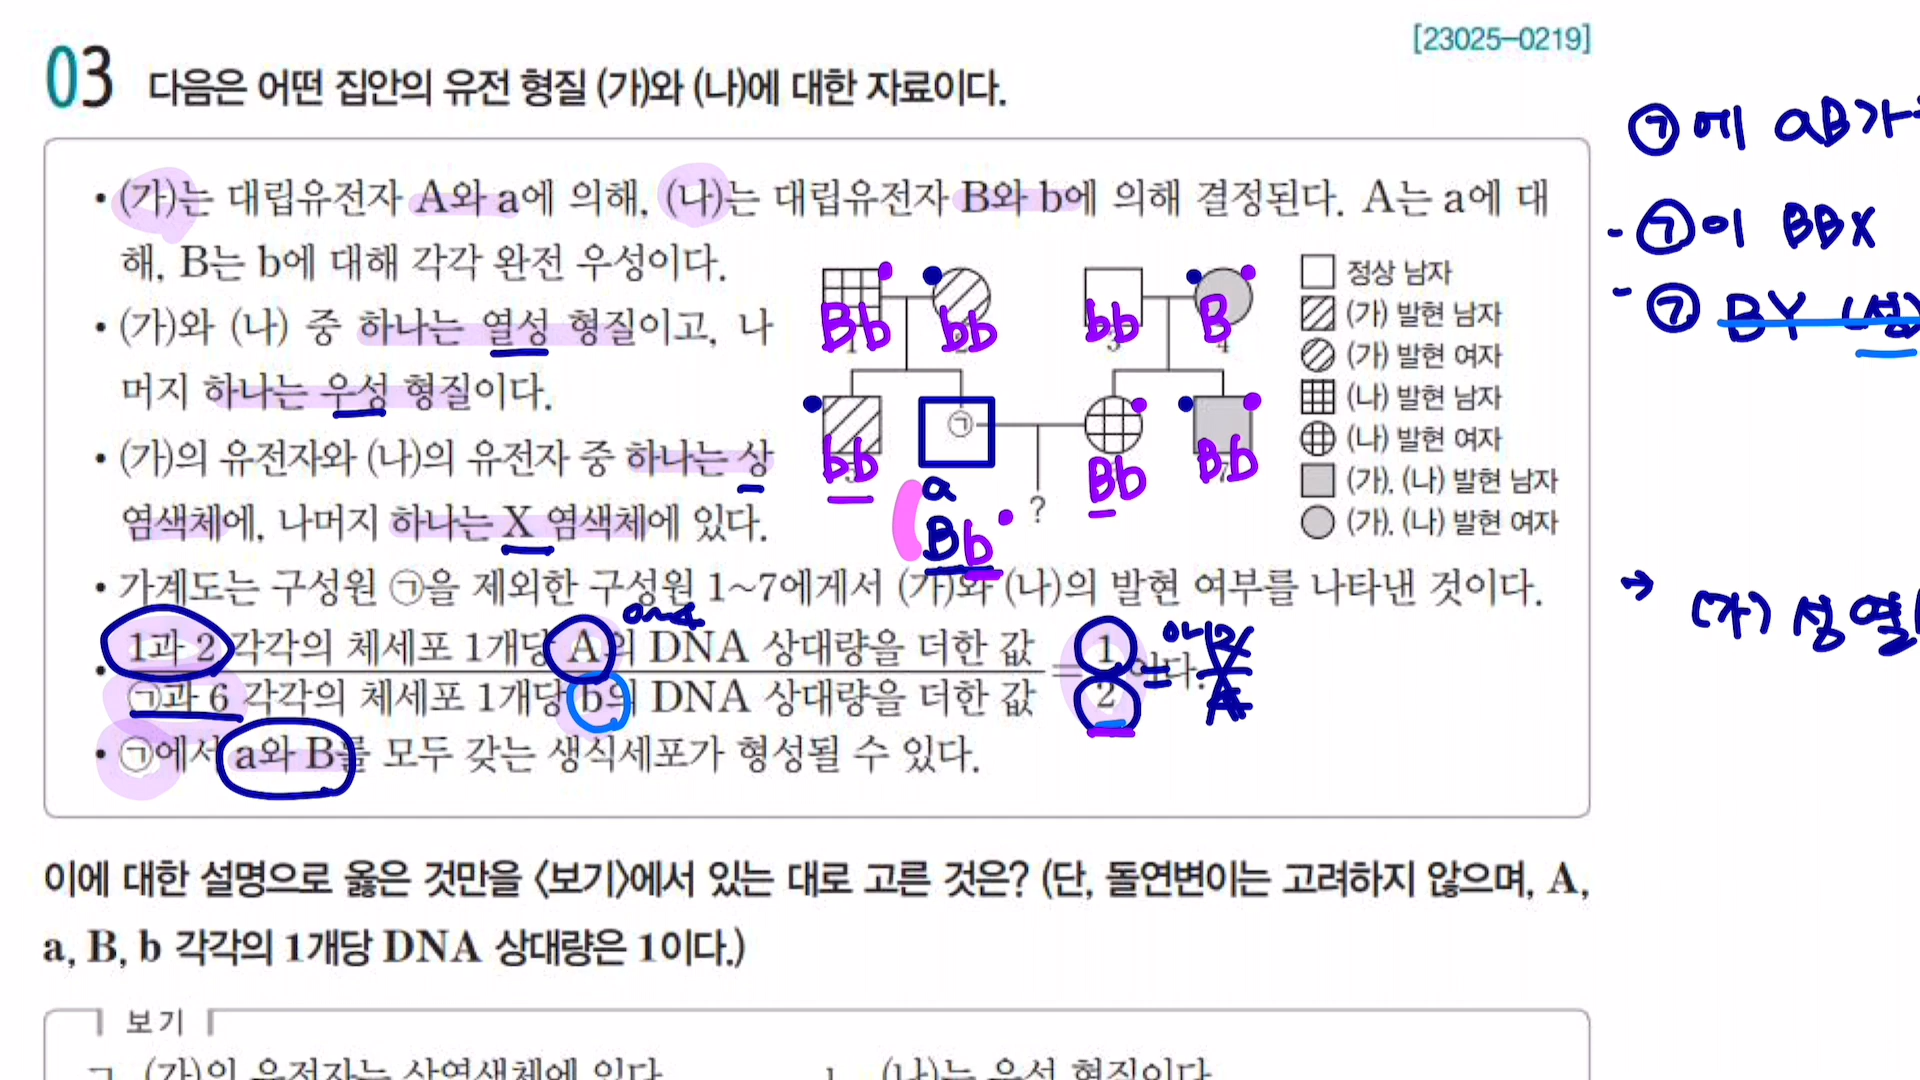 [23025-0219]
03 다음은 어떤 집안의 유전 형질 (가)와 (나)에 대한 자료이다.
• (가)는 대립유전자 A와 a에 의해, (나)는 대립유전자 B와 b에 의해 결정된다. A는 a에 대
해, B는 b에 대해 각각 완전 우성이다.
• (가)와 (나) 중 하나는 열성 형질이고, 나
머지 하나는 우성 형질이다.
• (가)의 유전자와 (나)의 유전자 중 하나는 상
염색체에, 나머지 하나는 X 염색체에 있다.
Bb bb bb B
bb ㉠ Bb Bb
a
Bb
?
정상 남자
(가) 발현 남자
(가) 발현 여자
(나) 발현 남자
(나) 발현 여자
(가), (나) 발현 남자
(가), (나) 발현 여자
• 가계도는 구성원 ㉠을 제외한 구성원 1~7에게서 (가)와 (나)의 발현 여부를 나타낸 것이다.
• 1과 2 각각의 체세포 1개당 A의 DNA 상대량을 더한 값
㉠과 6 각각의 체세포 1개당 b의 DNA 상대량을 더한 값
= 1
2 이다.
• ㉠에서 a와 B를 모두 갖는 생식세포가 형성될 수 있다.
㉠에 aB가
- ㉠이 BBX
- ㉠ BY (성)
→ (가) 성 열
이에 대한 설명으로 옳은 것만을 <보기>에서 있는 대로 고른 것은? (단, 돌연변이는 고려하지 않으며, A,
a, B, b 각각의 1개당 DNA 상대량은 1이다.)
보기
ㄱ. (가)의 유전자는 상염색체에 있다.
ㄴ. (나)는 우성 형질이다.